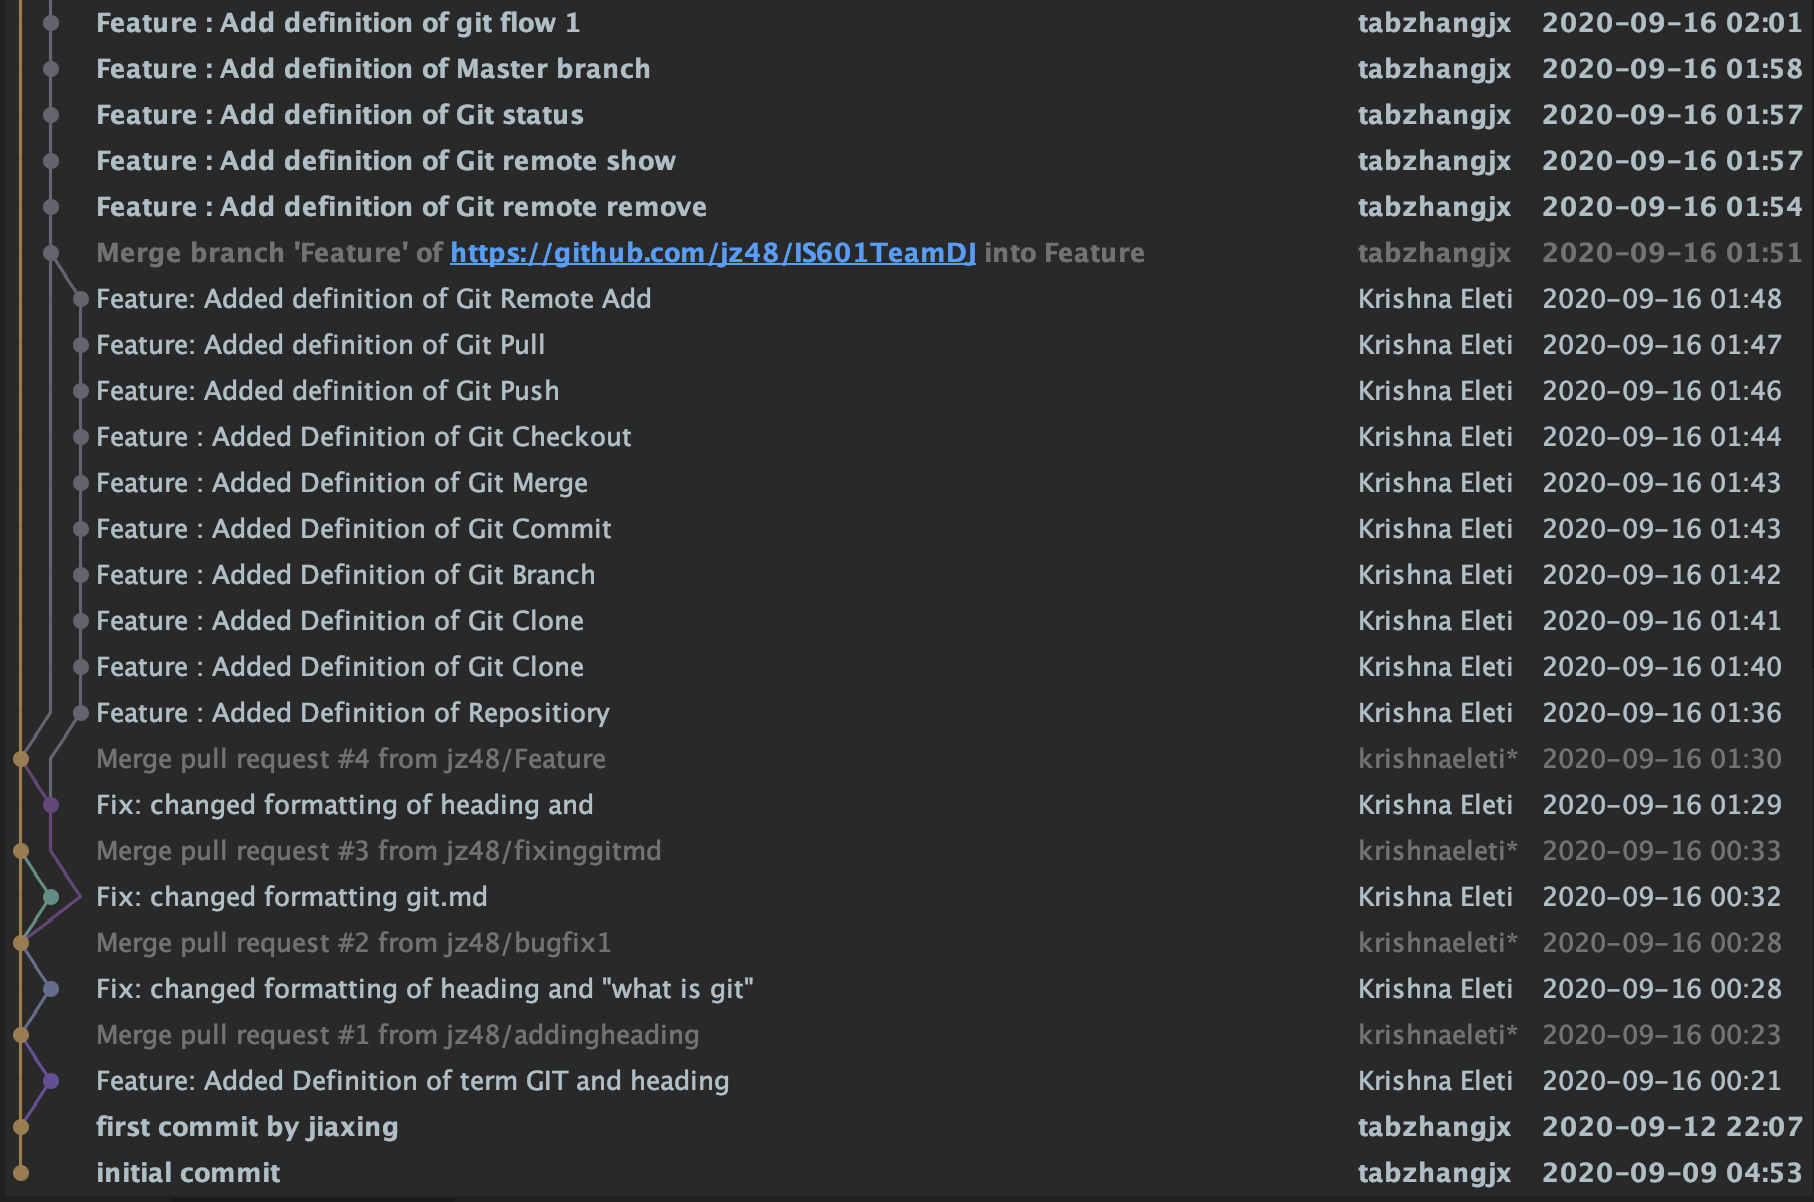 Feature : Add definition of git flow 1 tabzhangjx 2020-09-16 02:01
Feature : Add definition of Master branch tabzhangjx 2020-09-16 01:58
Feature : Add definition of Git status tabzhangjx 2020-09-16 01:57
Feature : Add definition of Git remote show tabzhangjx 2020-09-16 01:57
Feature : Add definition of Git remote remove tabzhangjx 2020-09-16 01:54
Merge branch 'Feature' of https://github.com/jz48/IS601TeamDJ into Feature tabzhangjx 2020-09-16 01:51
Feature: Added definition of Git Remote Add Krishna Eleti 2020-09-16 01:48
Feature: Added definition of Git Pull Krishna Eleti 2020-09-16 01:47
Feature: Added definition of Git Push Krishna Eleti 2020-09-16 01:46
Feature : Added Definition of Git Checkout Krishna Eleti 2020-09-16 01:44
Feature : Added Definition of Git Merge Krishna Eleti 2020-09-16 01:43
Feature : Added Definition of Git Commit Krishna Eleti 2020-09-16 01:43
Feature : Added Definition of Git Branch Krishna Eleti 2020-09-16 01:42
Feature : Added Definition of Git Clone Krishna Eleti 2020-09-16 01:41
Feature : Added Definition of Git Clone Krishna Eleti 2020-09-16 01:40
Feature : Added Definition of Repositiory Krishna Eleti 2020-09-16 01:36
Merge pull request #4 from jz48/Feature krishnaeleti* 2020-09-16 01:30
Fix: changed formatting of heading and Krishna Eleti 2020-09-16 01:29
Merge pull request #3 from jz48/fixinggitmd krishnaeleti* 2020-09-16 00:33
Fix: changed formatting git.md Krishna Eleti 2020-09-16 00:32
Merge pull request #2 from jz48/bugfix1 krishnaeleti* 2020-09-16 00:28
Fix: changed formatting of heading and "what is git" Krishna Eleti 2020-09-16 00:28
Merge pull request #1 from jz48/addingheading krishnaeleti* 2020-09-16 00:23
Feature: Added Definition of term GIT and heading Krishna Eleti 2020-09-16 00:21
first commit by jiaxing tabzhangjx 2020-09-12 22:07
initial commit tabzhangjx 2020-09-09 04:53